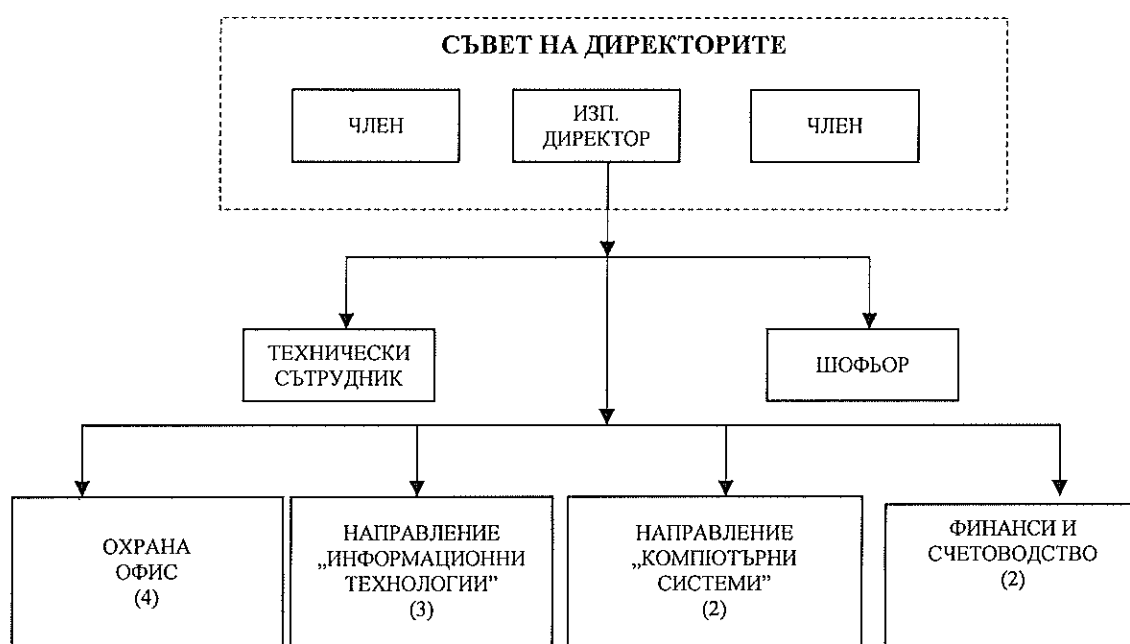 СЪВЕТ НА ДИРЕКТОРИТЕ
ЧЛЕН
ИЗП.
ДИРЕКТОР
ЧЛЕН
ТЕХНИЧЕСКИ
СЪТРУДНИК
ШОФЬОР
ОХРАНА
ОФИС
(4)
НАПРАВЛЕНИЕ
„ИНФОРМАЦИОННИ
ТЕХНОЛОГИИ”
(3)
НАПРАВЛЕНИЕ
„КОМПЮТЪРНИ
СИСТЕМИ”
(2)
ФИНАНСИ И
СЧЕТОВОДСТВО
(2)